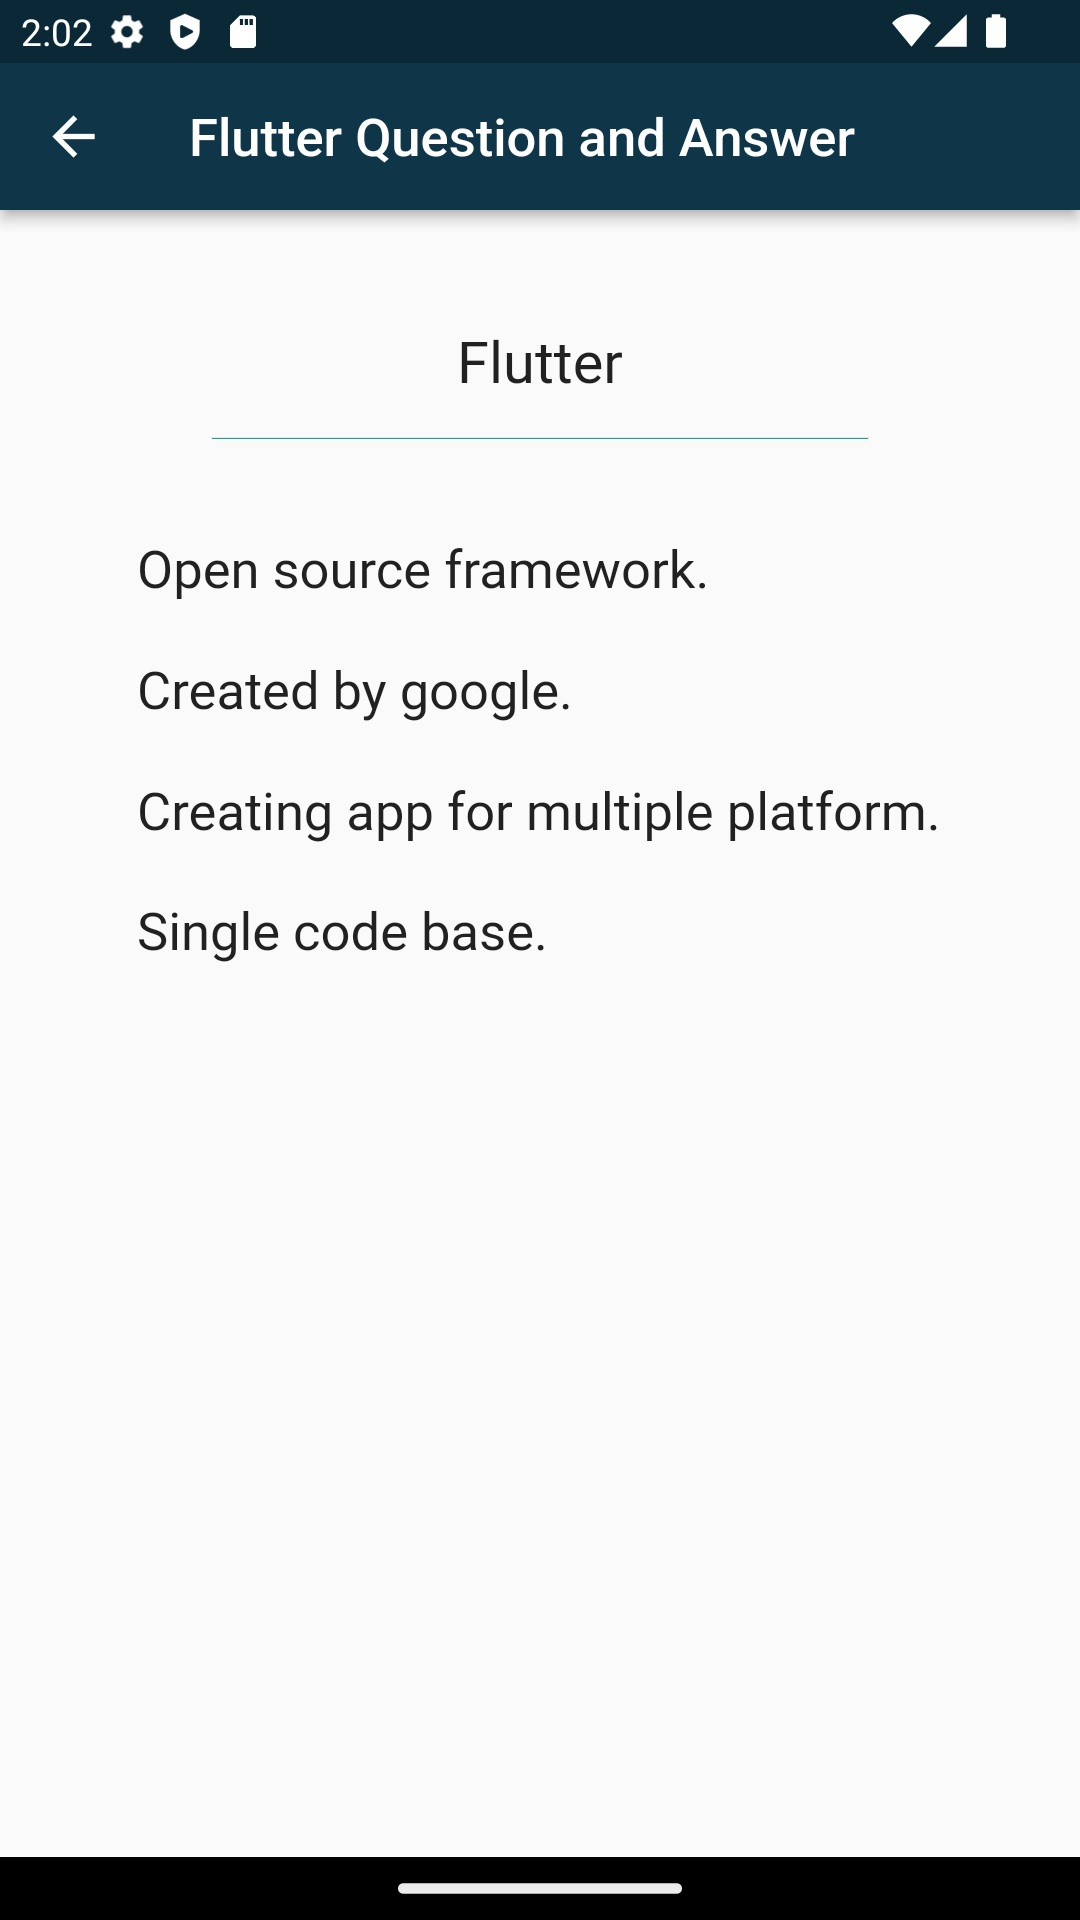 2:02
Flutter Question and Answer
Flutter
Open source framework.
Created by google.
Creating app for multiple platform.
Single code base.